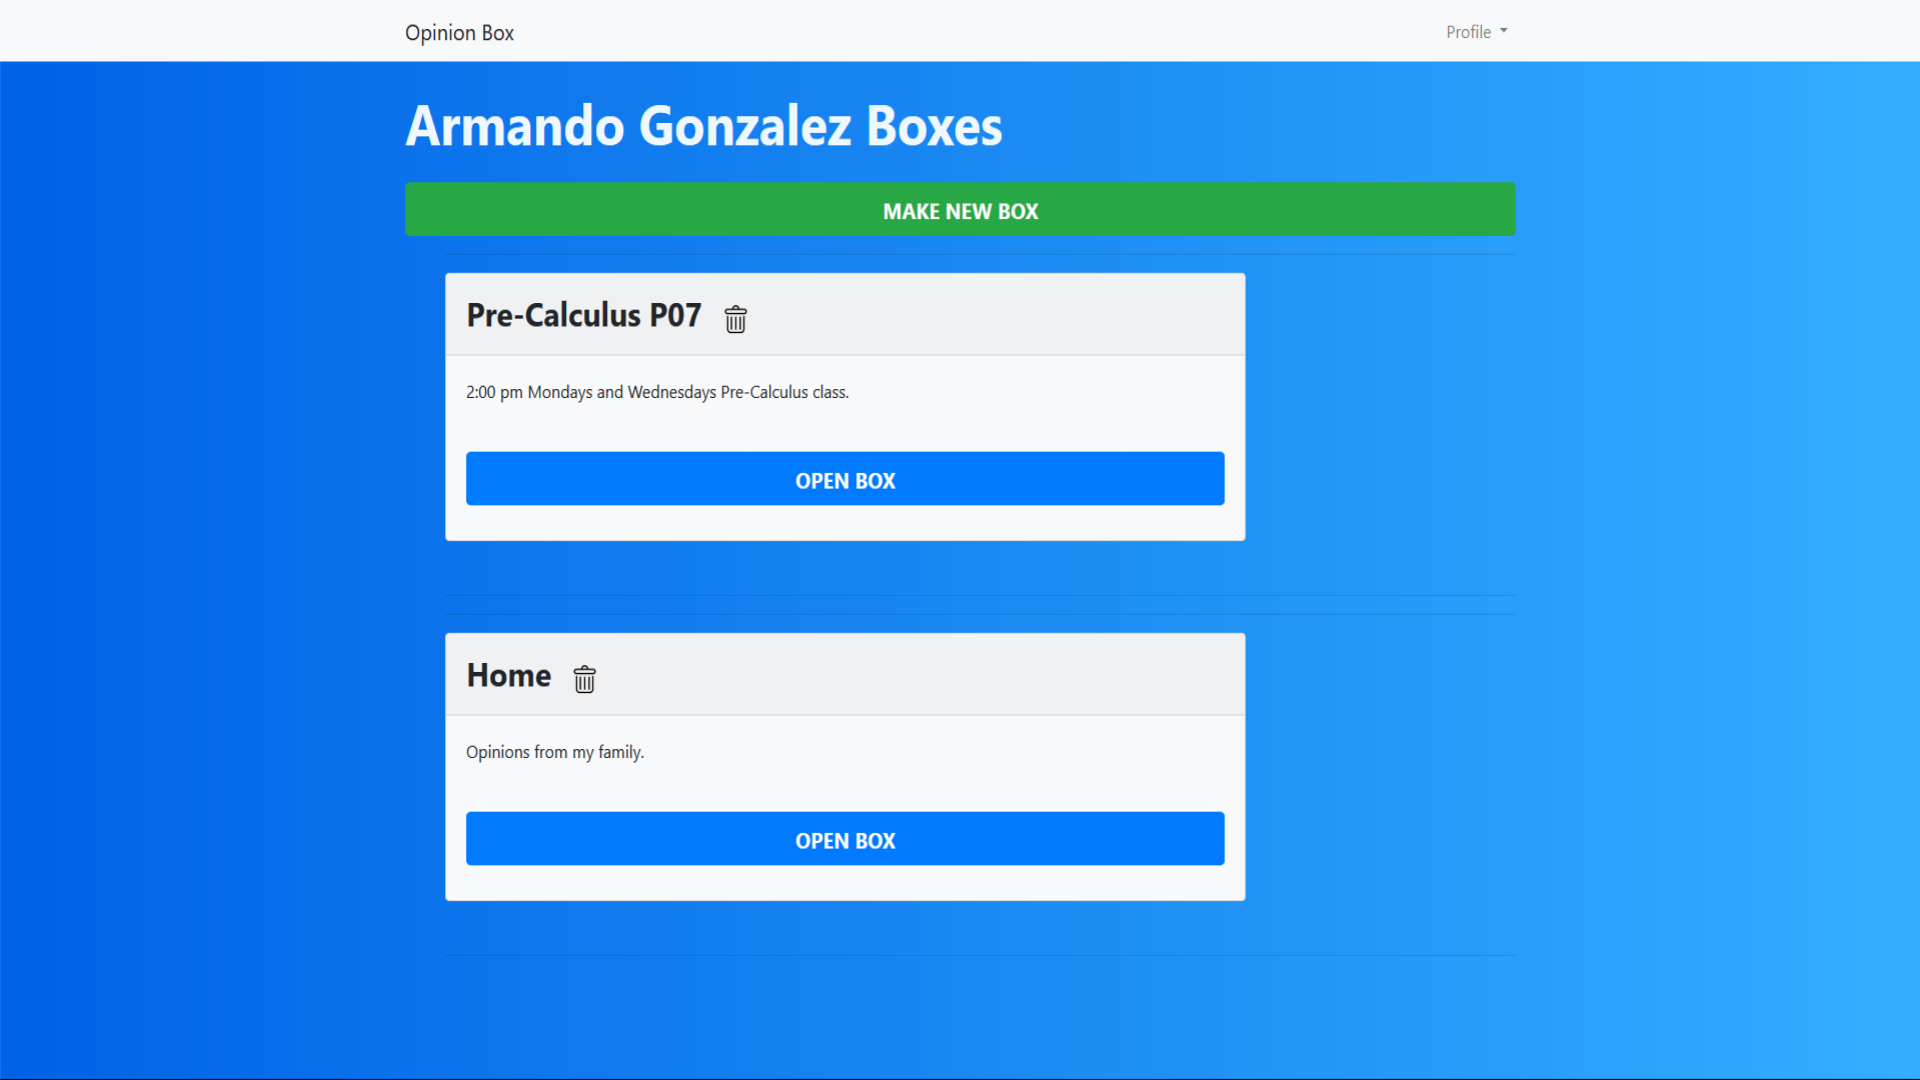 Opinion Box
Profile
Armando Gonzalez Boxes
MAKE NEW BOX
Pre-Calculus P07
2:00 pm Mondays and Wednesdays Pre-Calculus class.
OPEN BOX
Home
Opinions from my family.
OPEN BOX